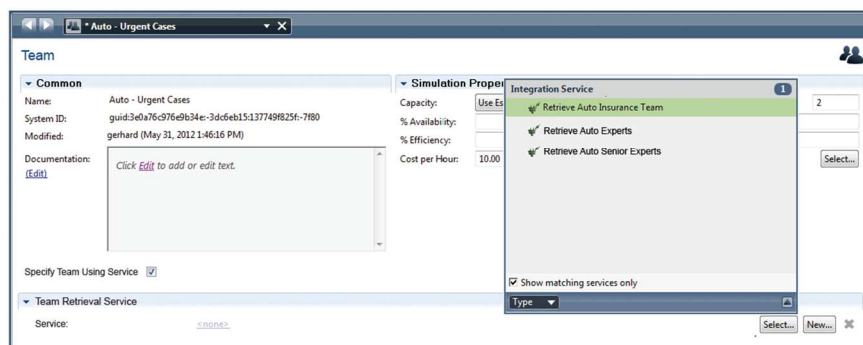 * Auto - Urgent Cases
Team
Common
Name: Auto - Urgent Cases
System ID: guid:3e0a76c976e9b34e:-3dc6eb15:137749f825f:-7f80
Modified: gerhard (May 31, 2012 1:46:16 PM)
Documentation:
(Edit)
Click Edit to add or edit text.
Specify Team Using Service
Team Retrieval Service
Service: <none>
Select... New...
Simulation Proper
Capacity: Use Es 2
% Availability:
% Efficiency:
Cost per Hour: 10.00 Select...
Integration Service 1
Retrieve Auto Insurance Team
Retrieve Auto Experts
Retrieve Auto Senior Experts
Show matching services only
Type